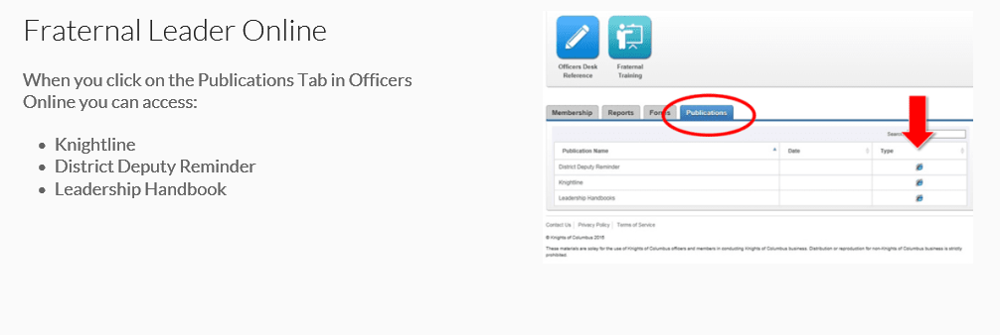 Fraternal Leader Online
When you click on the Publications Tab in Officers
Online you can access:
• Knightline
• District Deputy Reminder
• Leadership Handbook
Officers Desk
Reference
Fraternal
Training
Membership Reports Forms Publications
Search
Publication Name Date Type
District Deputy Reminder
Knightline
Leadership Handbooks
Contact Us | Privacy Policy | Terms of Service
© Knights of Columbus 2015
These materials are solely for the use of Knights of Columbus officers and members in conducting Knights of Columbus business. Distribution or reproduction for non-Knights of Columbus business is strictly
prohibited.